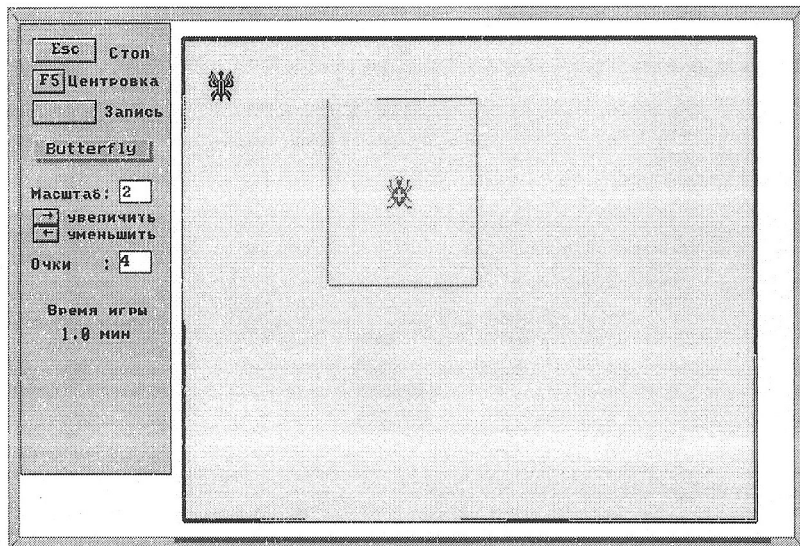 Esc Стоп
F5 Центровка
Запись
Butterfly
Масштаб: 2
→ увеличить
← уменьшить
Очки : 4
Время игры
1.0 мин